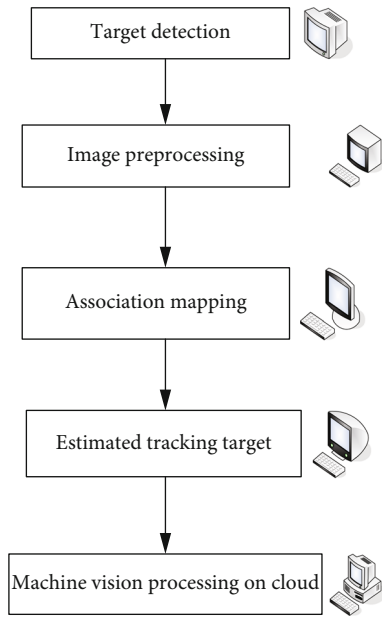 Target detection
Image preprocessing
Association mapping
Estimated tracking target
Machine vision processing on cloud